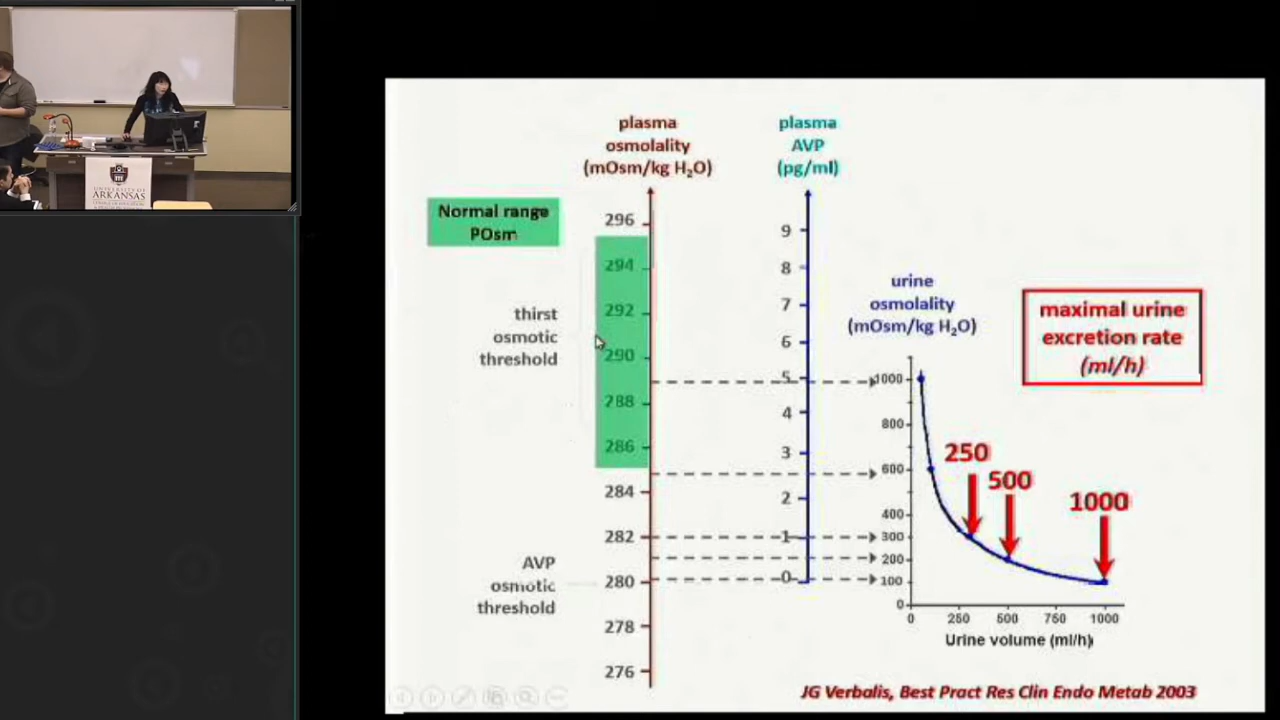 UNIVERSITY OF
ARKANSAS
plasma
osmolality
(mOsm/kg H₂O)
plasma
AVP
(pg/ml)
Normal range
POsm
thirst
osmotic
threshold
AVP
osmotic
threshold
296
294
292
290
288
286
284
282
280
278
276
9
8
7
6
5
4
3
2
1
0
urine
osmolality
(mOsm/kg H₂O)
maximal urine
excretion rate
(ml/h)
1000
800
600
400
300
200
100
0
250
500
1000
0 250 500 750 1000
Urine volume (ml/h)
JG Verbalis, Best Pract Res Clin Endo Metab 2003